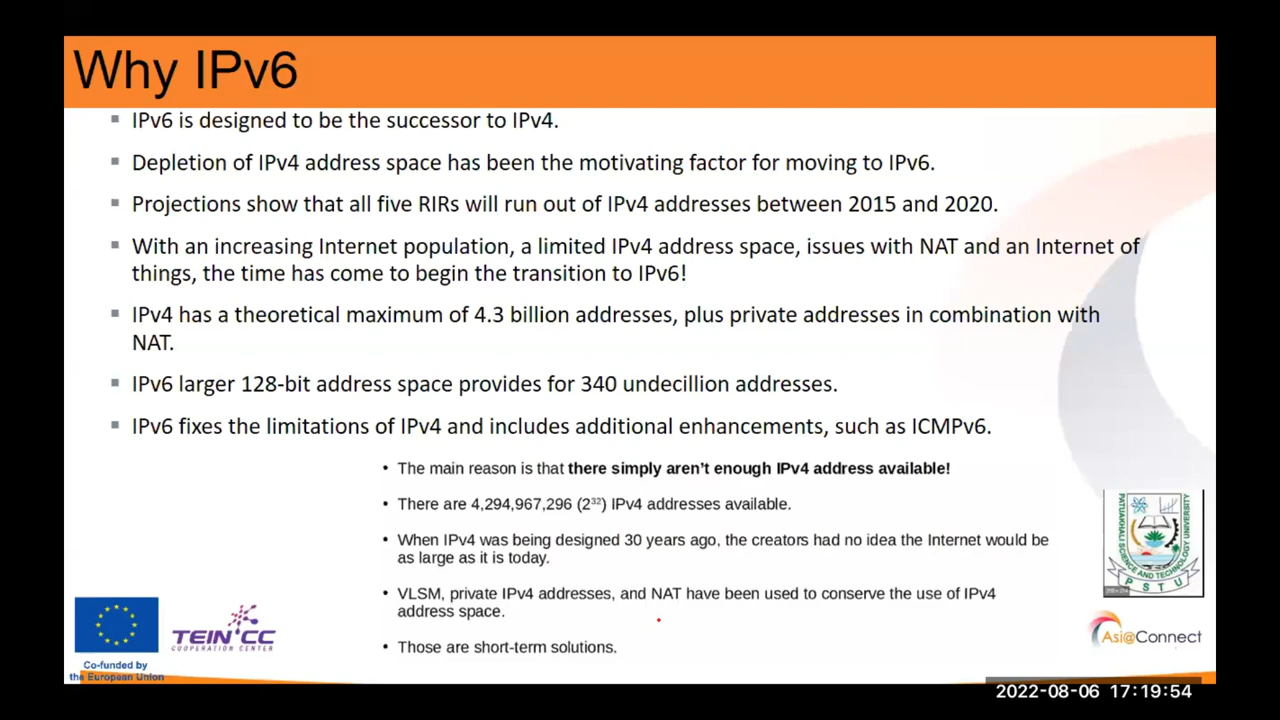 Why IPv6
IPv6 is designed to be the successor to IPv4.
Depletion of IPv4 address space has been the motivating factor for moving to IPv6.
Projections show that all five RIRs will run out of IPv4 addresses between 2015 and 2020.
With an increasing Internet population, a limited IPv4 address space, issues with NAT and an Internet of
things, the time has come to begin the transition to IPv6!
IPv4 has a theoretical maximum of 4.3 billion addresses, plus private addresses in combination with
NAT.
IPv6 larger 128-bit address space provides for 340 undecillion addresses.
IPv6 fixes the limitations of IPv4 and includes additional enhancements, such as ICMPv6.
• The main reason is that there simply aren't enough IPv4 address available!
• There are 4,294,967,296 (2³²) IPv4 addresses available.
• When IPv4 was being designed 30 years ago, the creators had no idea the Internet would be
as large as it is today.
• VLSM, private IPv4 addresses, and NAT have been used to conserve the use of IPv4
address space.
• Those are short-term solutions.
PATUAKHALI SCIENCE AND TECHNOLOGY UNIVERSITY
PSTU
TEIN*CC
COOPERATION CENTER
Co-funded by
the European Union
Asi@Connect
2022-08-06 17:19:54